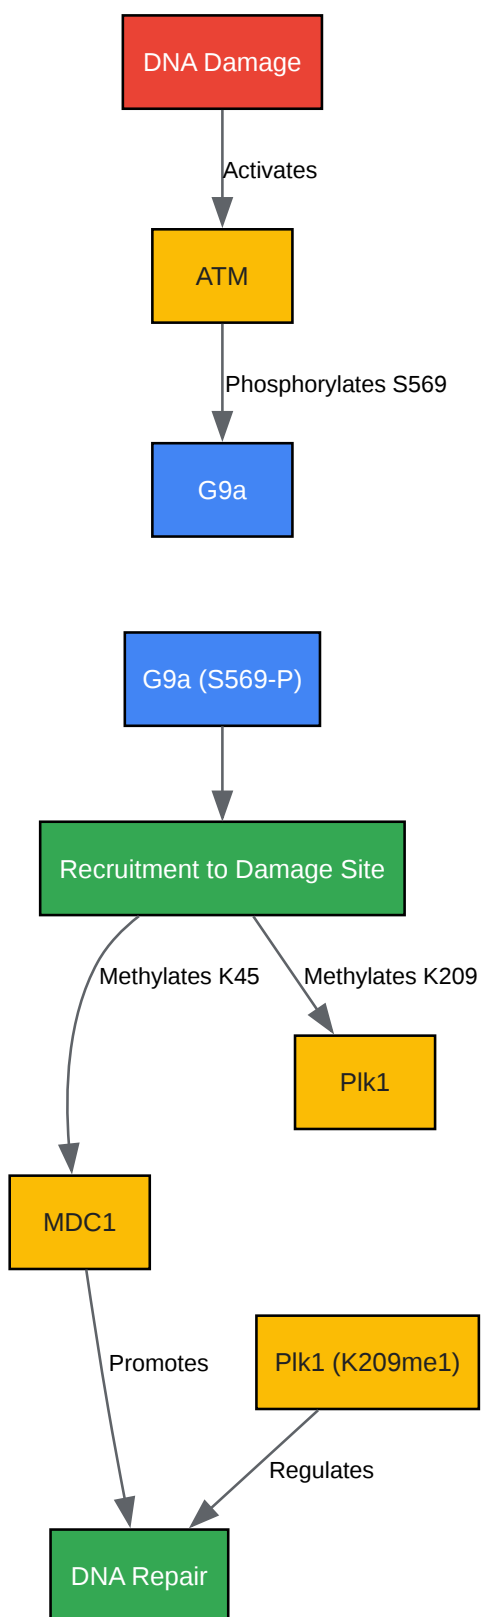 DNA Damage
Activates
ATM
Phosphorylates S569
G9a
G9a (S569-P)
Recruitment to Damage Site
Methylates K45
Methylates K209
Plk1
MDC1
Promotes
Plk1 (K209me1)
Regulates
DNA Repair